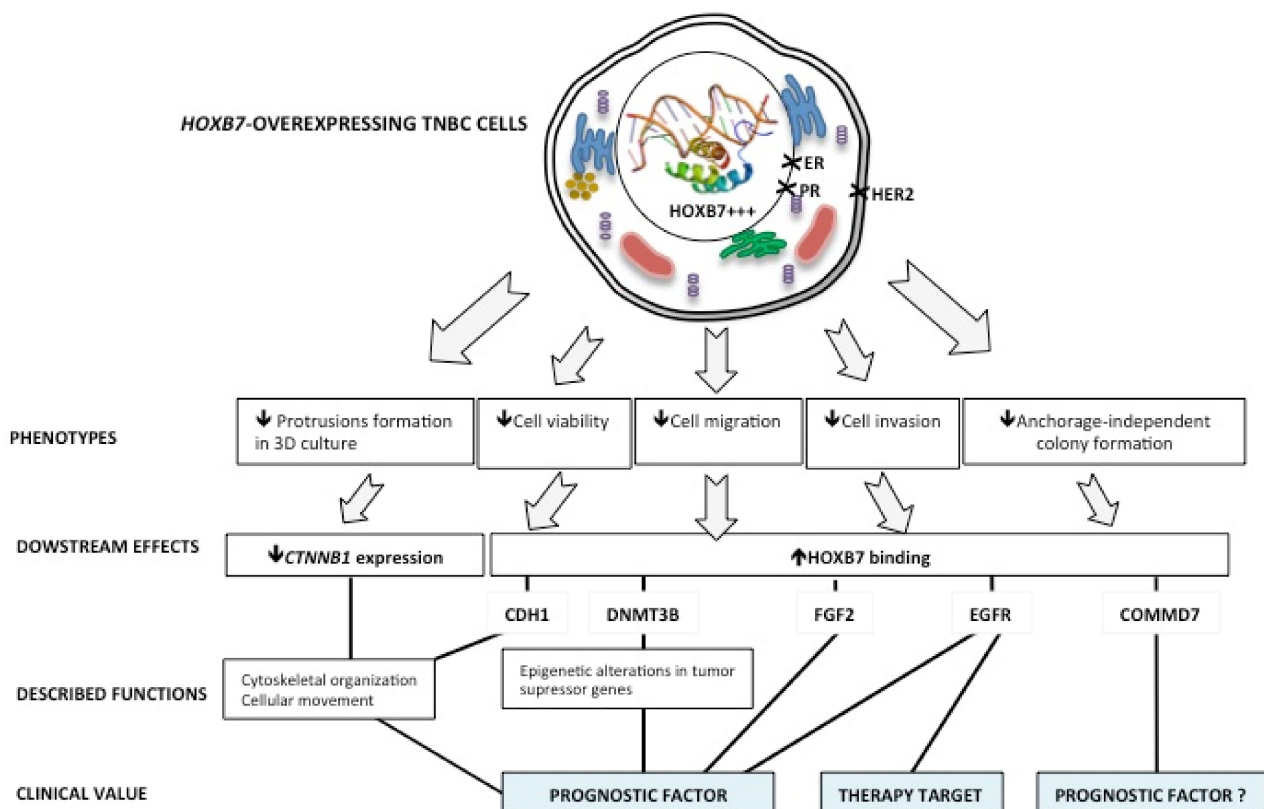 HOXB7-OVEREXPRESSING TNBC CELLS
ER
PR
HER2
HOXB7+++
PHENOTYPES
↓ Protrusions formation
in 3D culture
↓Cell viability
↓Cell migration
↓Cell invasion
↓Anchorage-independent
colony formation
DOWSTREAM EFFECTS
↓CTNNB1 expression
↑HOXB7 binding
CDH1
DNMT3B
FGF2
EGFR
COMMD7
DESCRIBED FUNCTIONS
Cytoskeletal organization
Cellular movement
Epigenetic alterations in tumor
supressor genes
CLINICAL VALUE
PROGNOSTIC FACTOR
THERAPY TARGET
PROGNOSTIC FACTOR ?